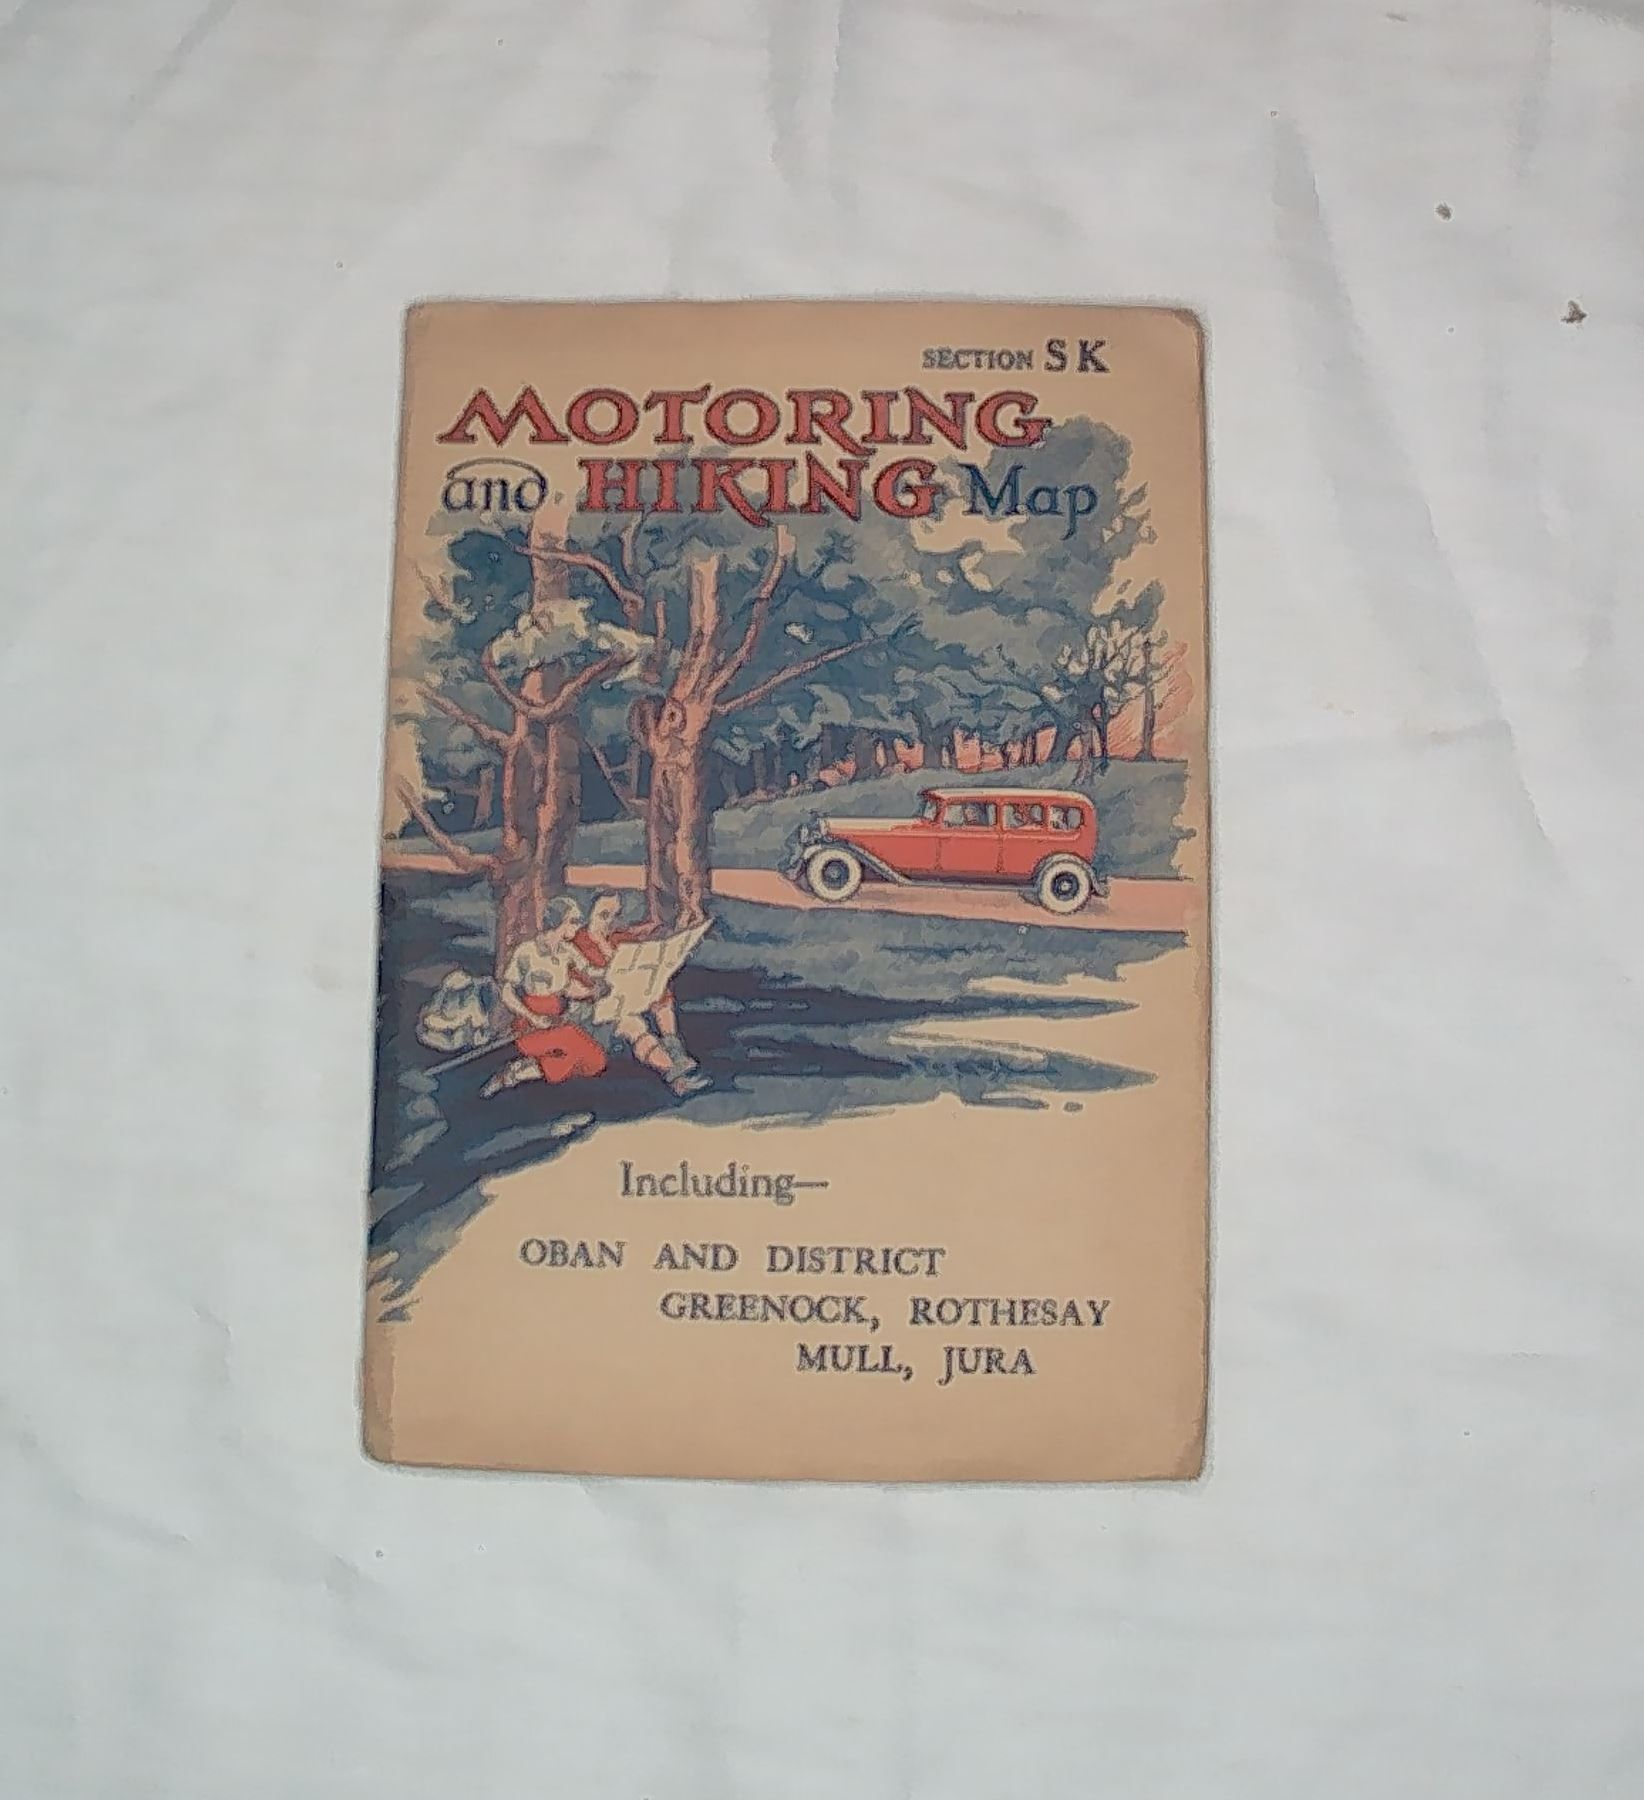 SECTION S K
MOTORING
and HIKING Map
Including—
OBAN AND DISTRICT
GREENOCK, ROTHESAY
MULL, JURA